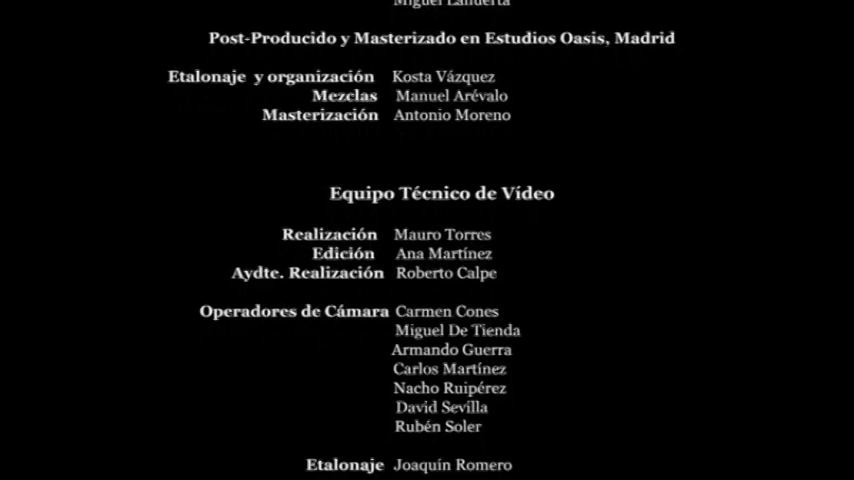 Miguel Lahuerta
Post-Producido y Masterizado en Estudios Oasis, Madrid
Etalonaje y organización Kosta Vázquez
Mezclas Manuel Arévalo
Masterización Antonio Moreno
Equipo Técnico de Vídeo
Realización Mauro Torres
Edición Ana Martínez
Aydte. Realización Roberto Calpe
Operadores de Cámara Carmen Cones
Miguel De Tienda
Armando Guerra
Carlos Martínez
Nacho Ruipérez
David Sevilla
Rubén Soler
Etalonaje Joaquín Romero